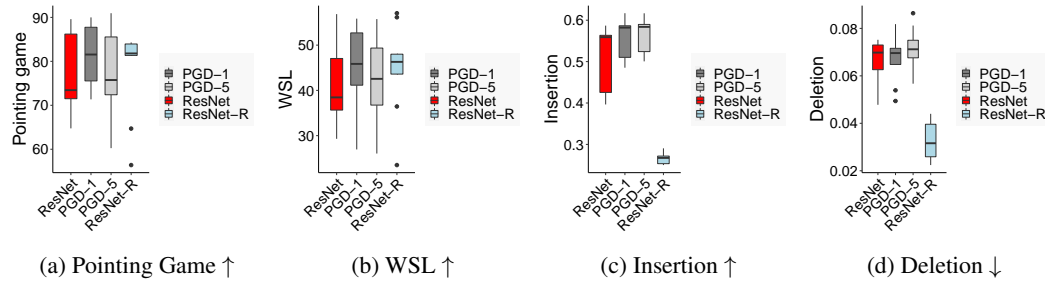 Pointing game
90
80
70
60
ResNet
PGD-1
PGD-5
ResNet-R
PGD−1
PGD−5
ResNet
ResNet−R
(a) Pointing Game ↑
WSL
50
40
30
ResNet
PGD-1
PGD-5
ResNet-R
PGD−1
PGD−5
ResNet
ResNet−R
(b) WSL ↑
Insertion
0.6
0.5
0.4
0.3
ResNet
PGD-1
PGD-5
ResNet-R
PGD−1
PGD−5
ResNet
ResNet−R
(c) Insertion ↑
Deletion
0.08
0.06
0.04
0.02
ResNet
PGD-1
PGD-5
ResNet-R
PGD−1
PGD−5
ResNet
ResNet−R
(d) Deletion ↓